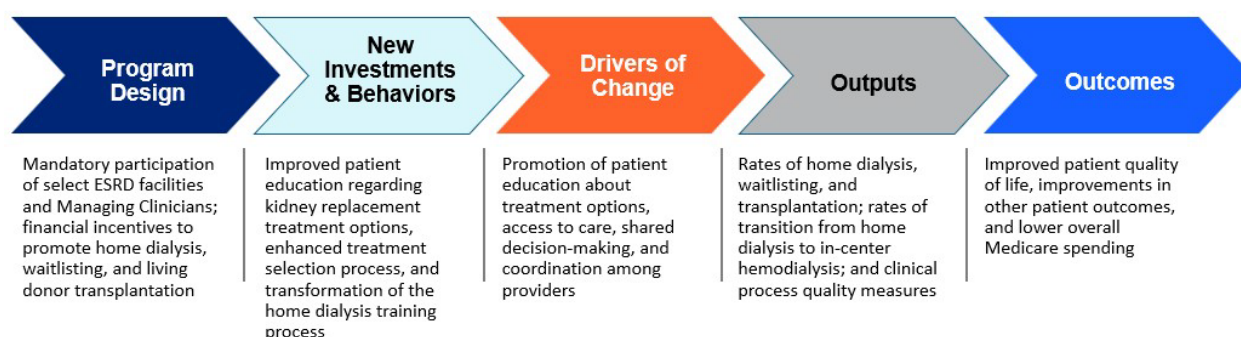 Program
Design
New
Investments
& Behaviors
Drivers of
Change
Outputs
Outcomes
Mandatory participation
of select ESRD facilities
and Managing Clinicians;
financial incentives to
promote home dialysis,
waitlisting, and living
donor transplantation
Improved patient
education regarding
kidney replacement
treatment options,
enhanced treatment
selection process, and
transformation of the
home dialysis training
process
Promotion of patient
education about
treatment options,
access to care, shared
decision-making, and
coordination among
providers
Rates of home dialysis,
waitlisting, and
transplantation; rates of
transition from home
dialysis to in-center
hemodialysis; and clinical
process quality measures
Improved patient quality
of life, improvements in
other patient outcomes,
and lower overall
Medicare spending